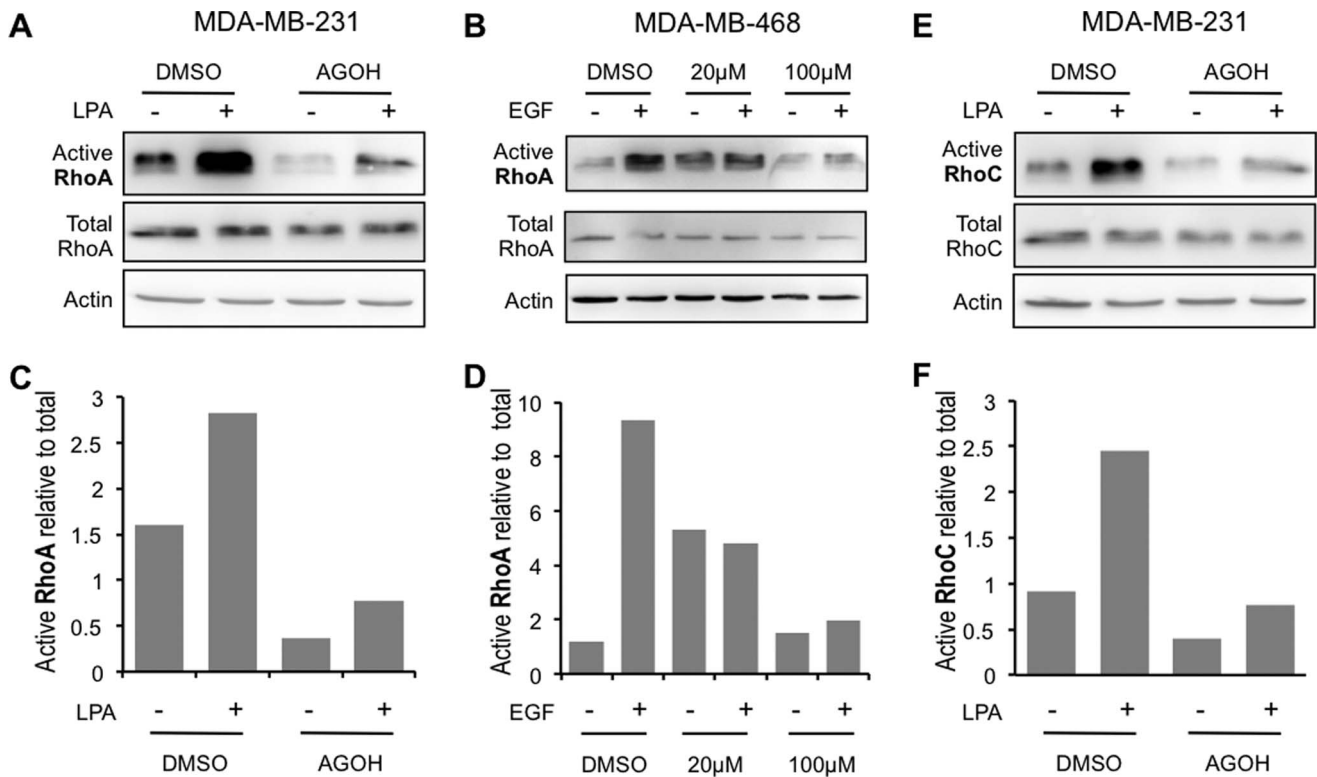 A MDA-MB-231
DMSO AGOH
LPA - + - +
Active
RhoA
Total
RhoA
Actin
B MDA-MB-468
DMSO 20µM 100µM
EGF - + - + - +
Active
RhoA
Total
RhoA
Actin
E MDA-MB-231
DMSO AGOH
LPA - + - +
Active
RhoC
Total
RhoC
Actin
C
Active RhoA relative to total
3
2.5
2
1.5
1
0.5
0
LPA - + - +
DMSO AGOH
D
Active RhoA relative to total
10
8
6
4
2
0
EGF - + - + - +
DMSO 20µM 100µM
F
Active RhoC relative to total
3
2.5
2
1.5
1
0.5
0
LPA - + - +
DMSO AGOH